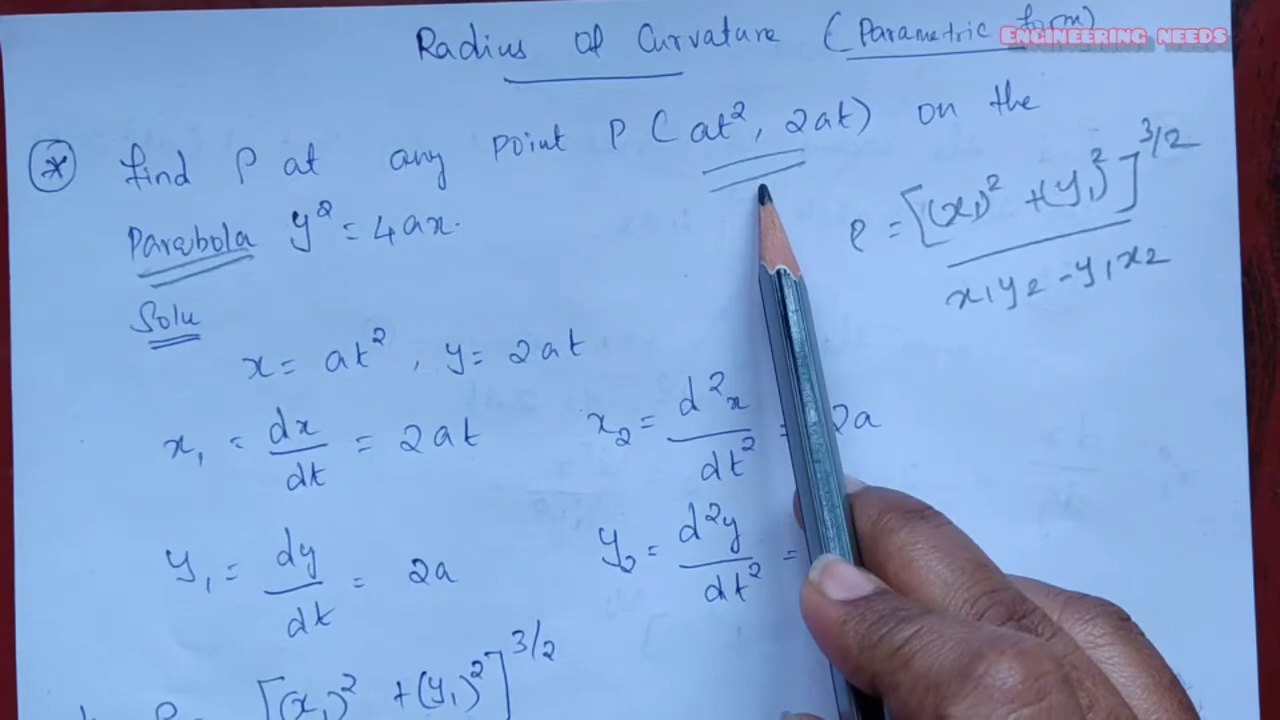 Radius of Curvature (Parametric form)
ENGINEERING NEEDS
* find ρ at any point P (at², 2at) on the
Parabola y² = 4ax.
ρ = [(x₁)² + (y₁)²]^3/2 / x₁y₂ - y₁x₂
Solu
x = at², y = 2at
x₁ = dx/dt = 2at x₂ = d²x/dt² = 2a
y₁ = dy/dt = 2a y₂ = d²y/dt² =
[(x₁)² + (y₁)²]^3/2